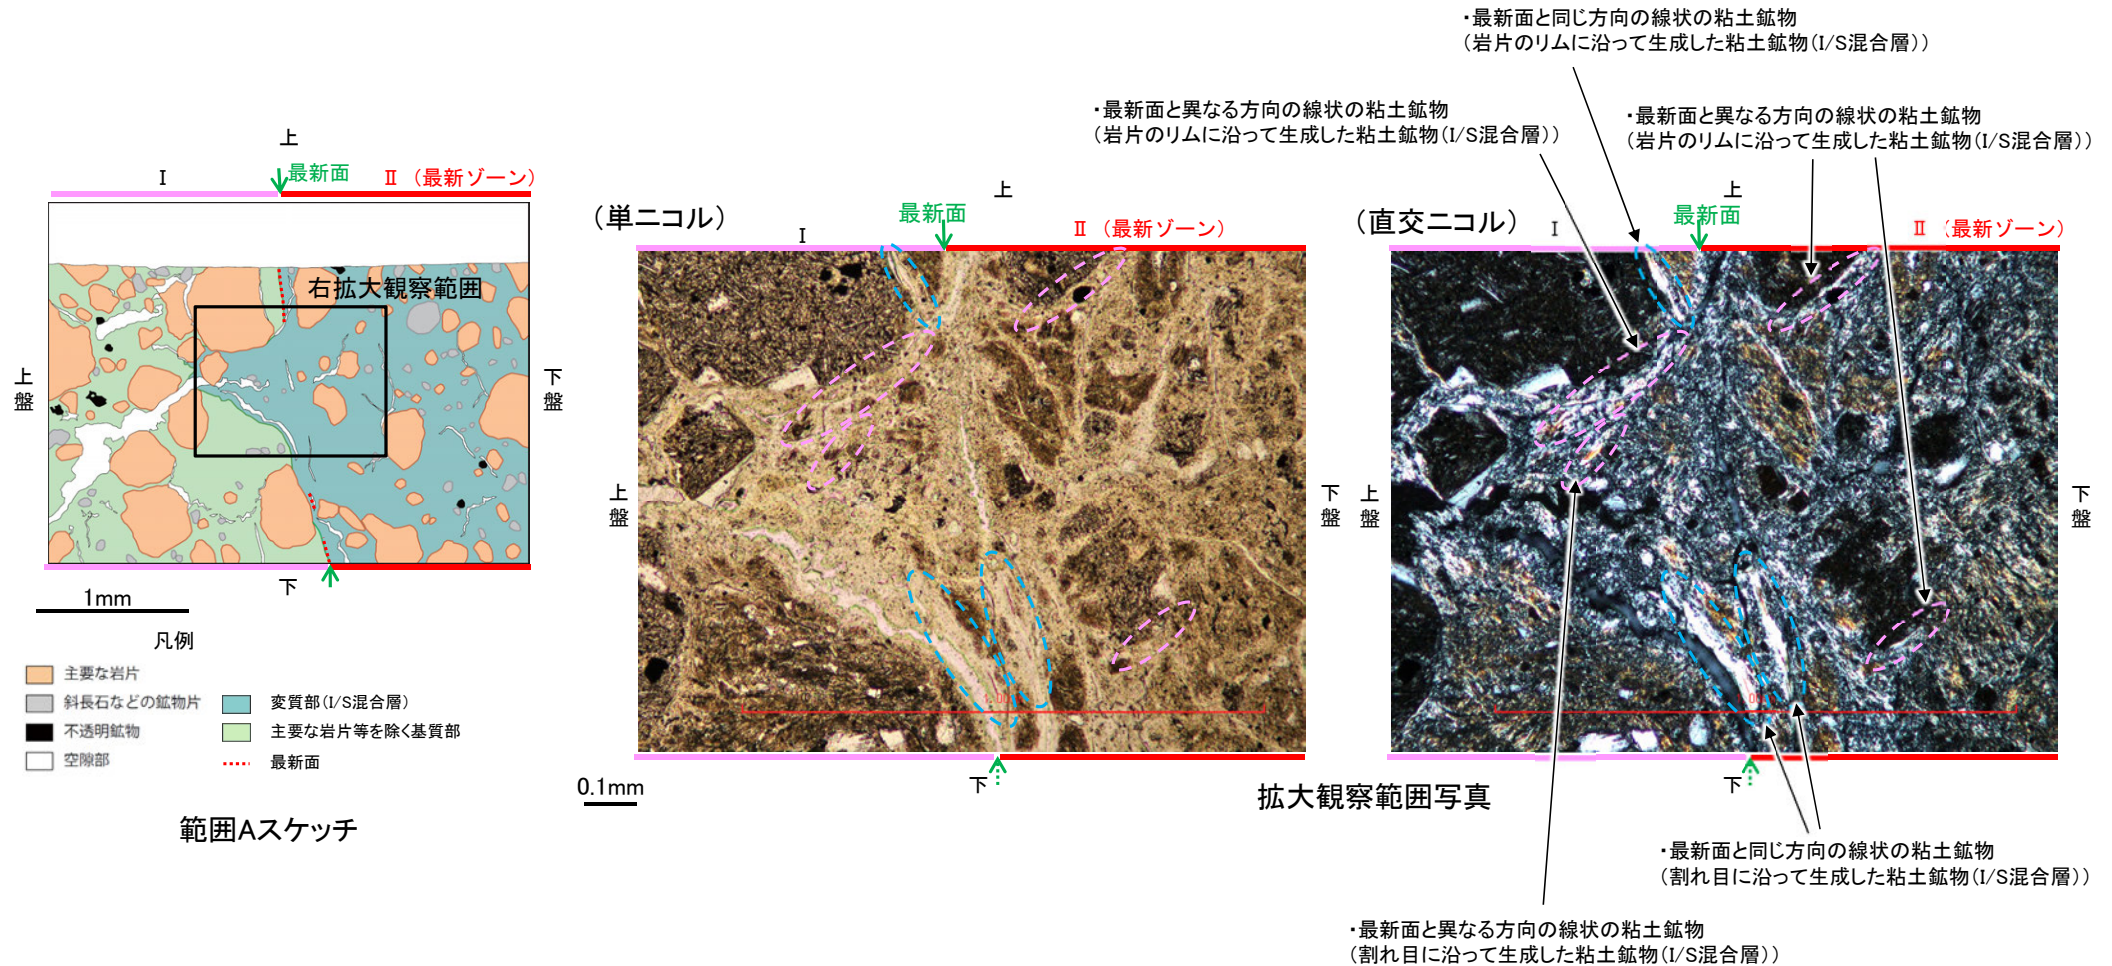 上
最新面
Ⅰ
Ⅱ (最新ゾーン)
右拡大観察範囲
上盤
下盤
下
1mm
凡例
主要な岩片
斜長石などの鉱物片
不透明鉱物
空隙部
変質部(I/S混合層)
主要な岩片等を除く基質部
最新面
範囲Aスケッチ
(単ニコル)
上
最新面
Ⅰ
Ⅱ (最新ゾーン)
上盤
下盤
下
0.1mm
拡大観察範囲写真
(直交ニコル)
上
最新面
Ⅰ
Ⅱ (最新ゾーン)
上盤
下盤
下
・最新面と同じ方向の線状の粘土鉱物
(岩片のリムに沿って生成した粘土鉱物(I/S混合層))
・最新面と異なる方向の線状の粘土鉱物
(岩片のリムに沿って生成した粘土鉱物(I/S混合層))
・最新面と異なる方向の線状の粘土鉱物
(岩片のリムに沿って生成した粘土鉱物(I/S混合層))
・最新面と同じ方向の線状の粘土鉱物
(割れ目に沿って生成した粘土鉱物(I/S混合層))
・最新面と異なる方向の線状の粘土鉱物
(割れ目に沿って生成した粘土鉱物(I/S混合層))